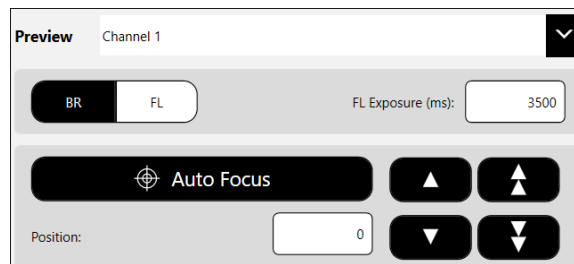 Preview Channel 1
BR FL FL Exposure (ms): 3500
Auto Focus
Position: 0